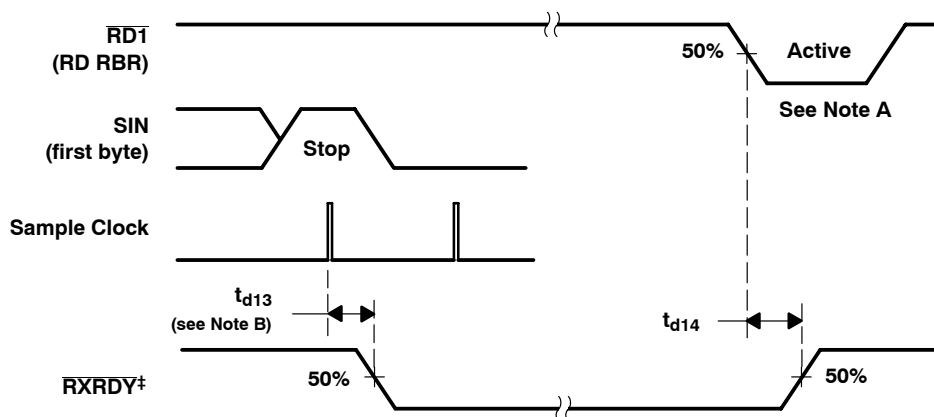 RD1
(RD RBR)
50%
Active
See Note A
SIN
(first byte)
Stop
Sample Clock
td13
(see Note B)
td14
RXRDY‡
50%
50%